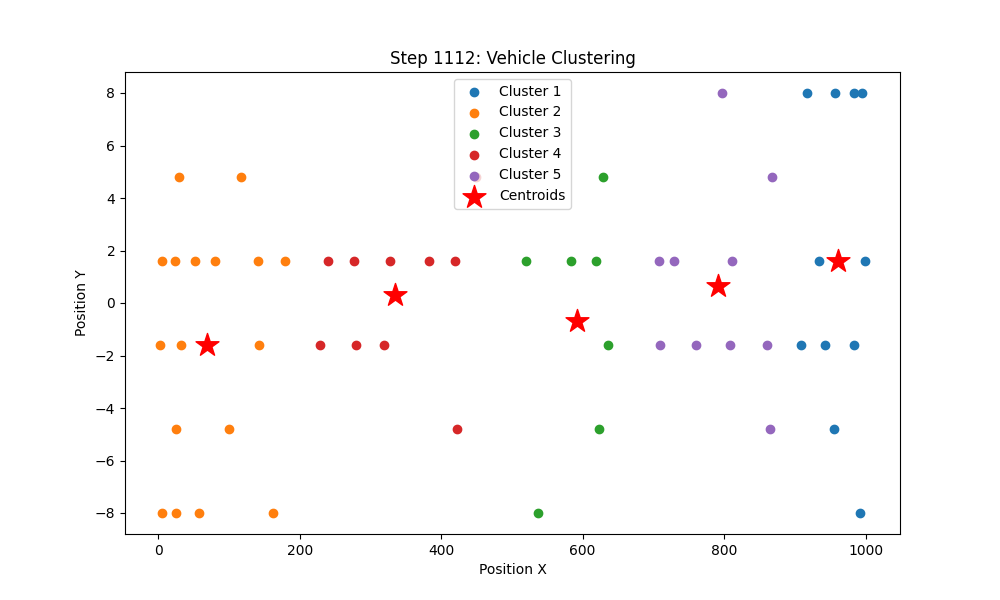 Step 1112: Vehicle Clustering
Cluster 1
Cluster 2
Cluster 3
Cluster 4
Cluster 5
Centroids
8
6
4
2
0
−2
−4
−6
−8
Position Y
0
200
400
600
800
1000
Position X